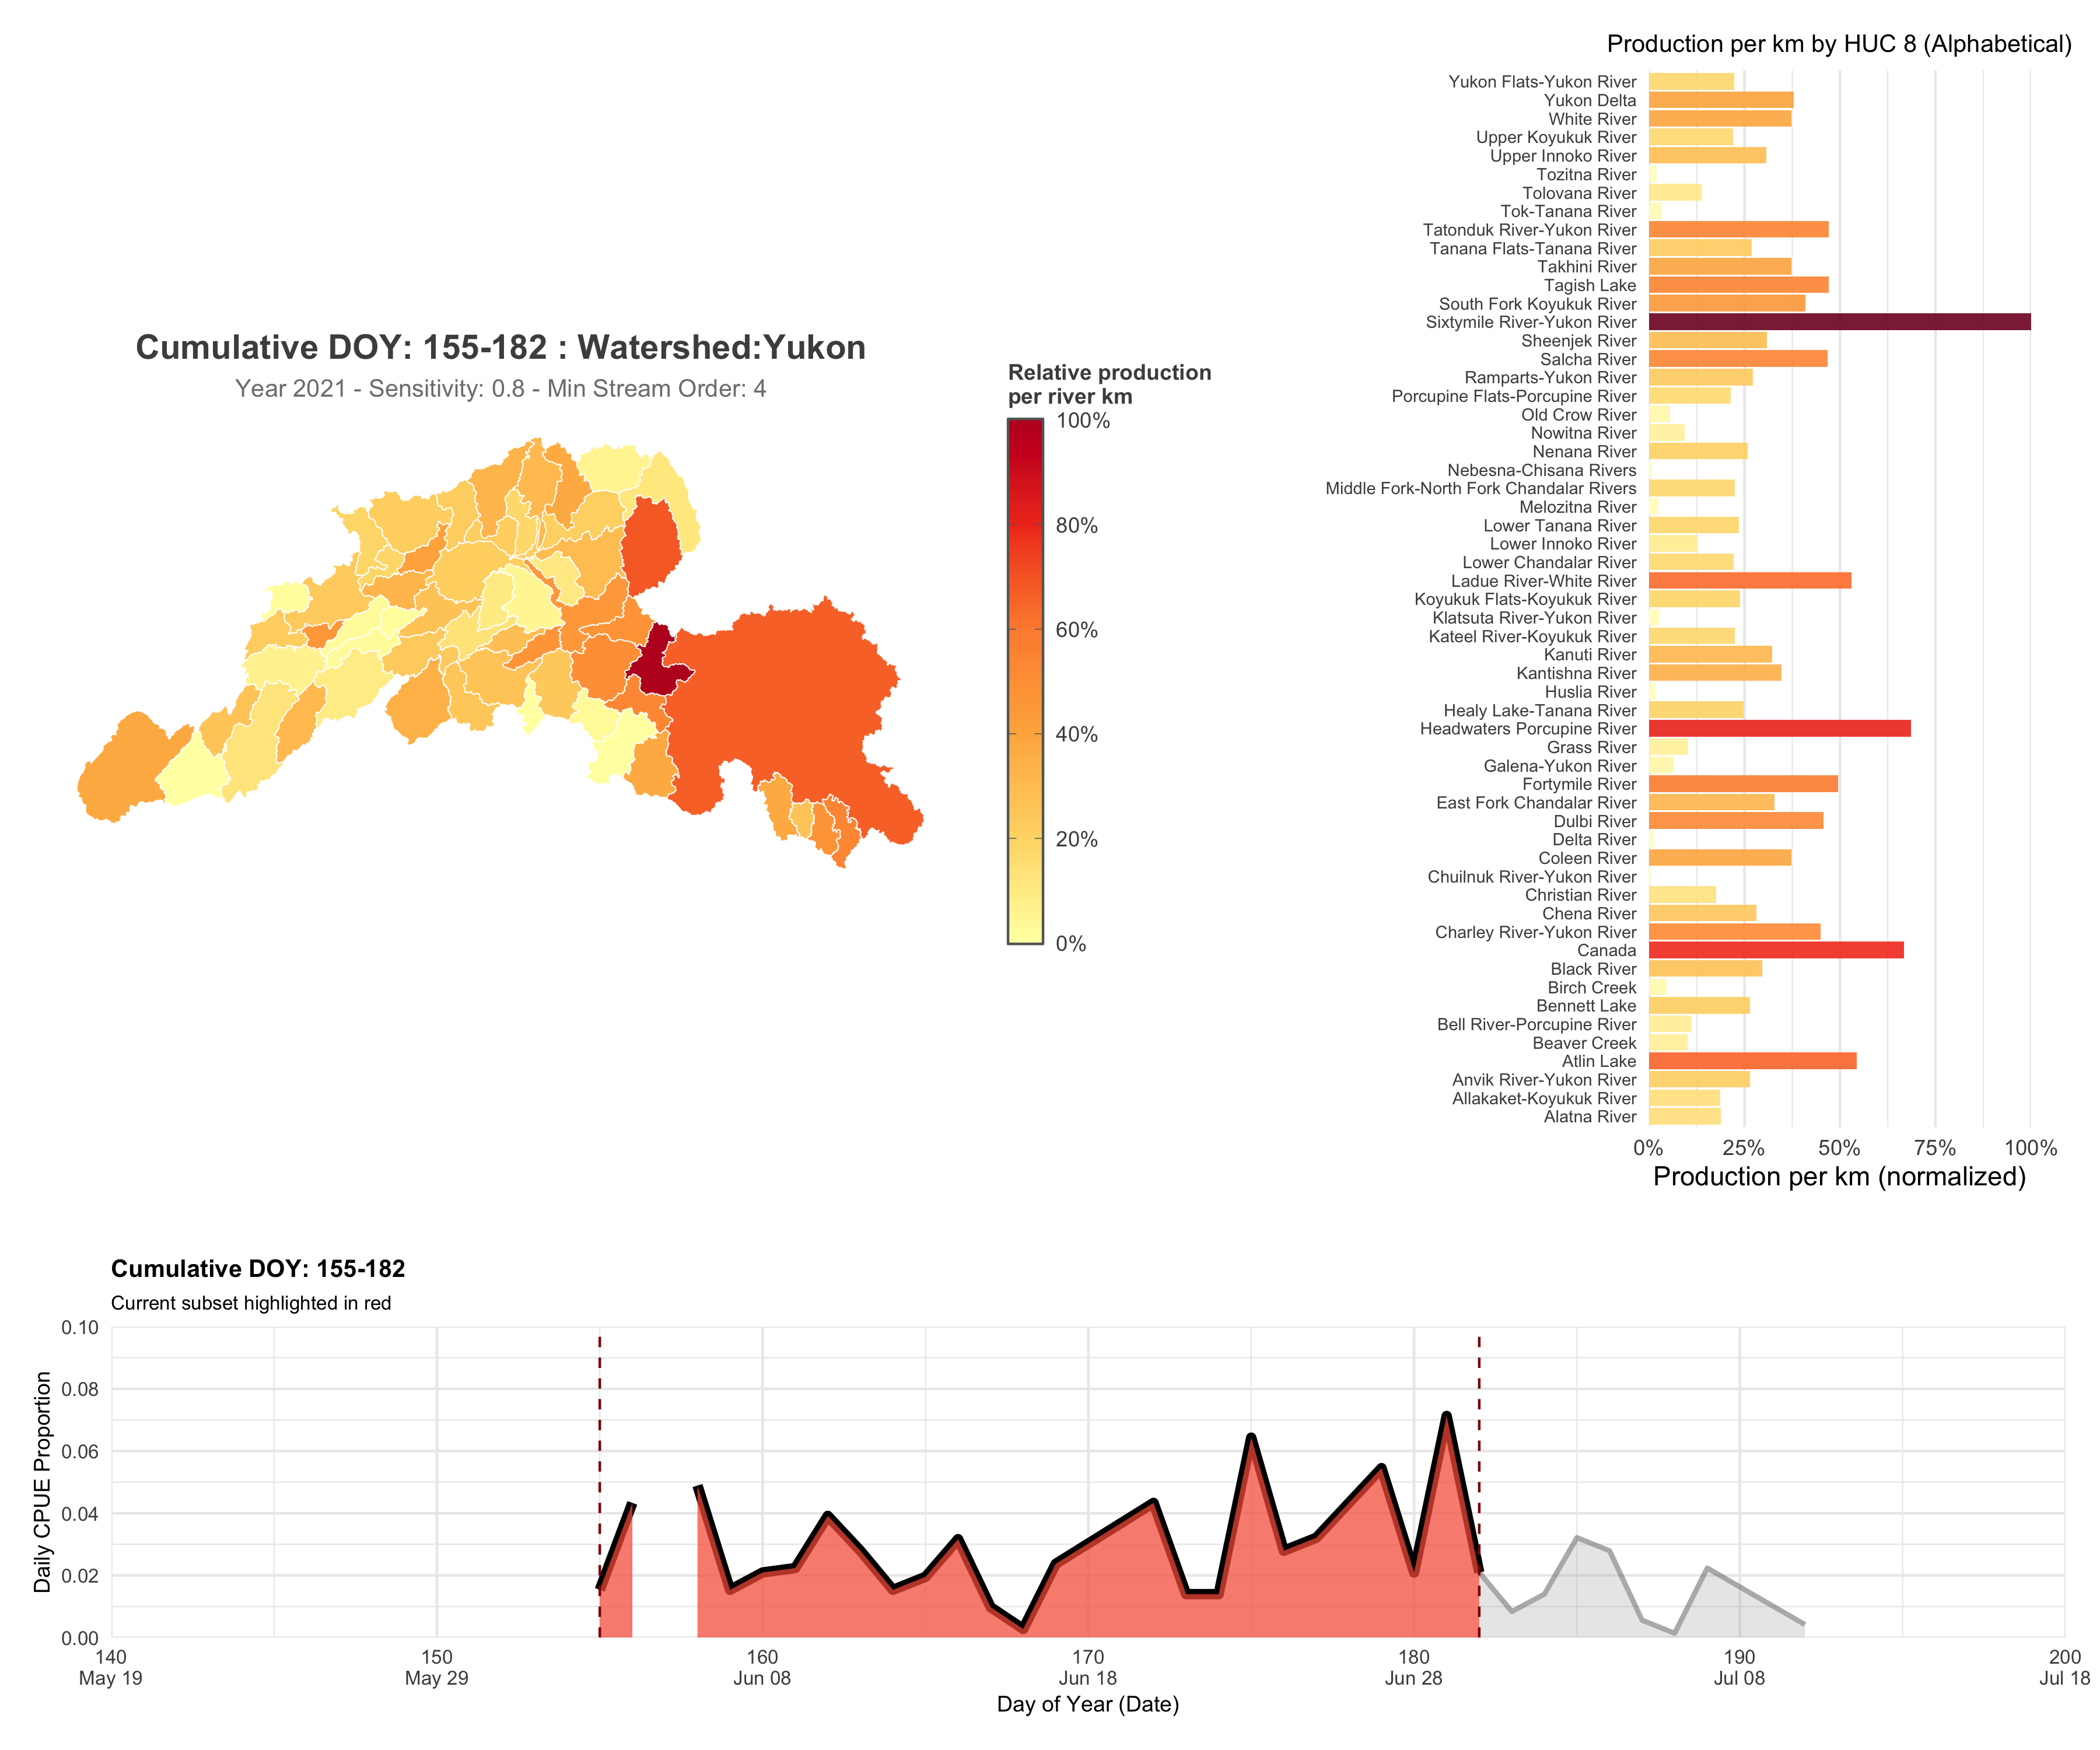 Production per km by HUC 8 (Alphabetical)
Yukon Flats-Yukon River
Yukon Delta
White River
Upper Koyukuk River
Upper Innoko River
Tozitna River
Tolovana River
Tok-Tanana River
Tatonduk River-Yukon River
Tanana Flats-Tanana River
Takhini River
Tagish Lake
South Fork Koyukuk River
Sixtymile River-Yukon River
Sheenjek River
Salcha River
Ramparts-Yukon River
Porcupine Flats-Porcupine River
Old Crow River
Nowitna River
Nenana River
Nebesna-Chisana Rivers
Middle Fork-North Fork Chandalar Rivers
Melozitna River
Lower Tanana River
Lower Innoko River
Lower Chandalar River
Ladue River-White River
Koyukuk Flats-Koyukuk River
Klatsuta River-Yukon River
Kateel River-Koyukuk River
Kanuti River
Kantishna River
Huslia River
Healy Lake-Tanana River
Headwaters Porcupine River
Grass River
Galena-Yukon River
Fortymile River
East Fork Chandalar River
Dulbi River
Delta River
Coleen River
Chuilnuk River-Yukon River
Christian River
Chena River
Charley River-Yukon River
Canada
Black River
Birch Creek
Bennett Lake
Bell River-Porcupine River
Beaver Creek
Atlin Lake
Anvik River-Yukon River
Allakaket-Koyukuk River
Alatna River
0% 25% 50% 75% 100%
Production per km (normalized)
Cumulative DOY: 155-182 : Watershed:Yukon
Year 2021 - Sensitivity: 0.8 - Min Stream Order: 4
Relative production
per river km
100%
80%
60%
40%
20%
0%
Cumulative DOY: 155-182
Current subset highlighted in red
Daily CPUE Proportion
0.10
0.08
0.06
0.04
0.02
0.00
140 150 160 170 180 190 200
May 19 May 29 Jun 08 Jun 18 Jun 28 Jul 08 Jul 18
Day of Year (Date)